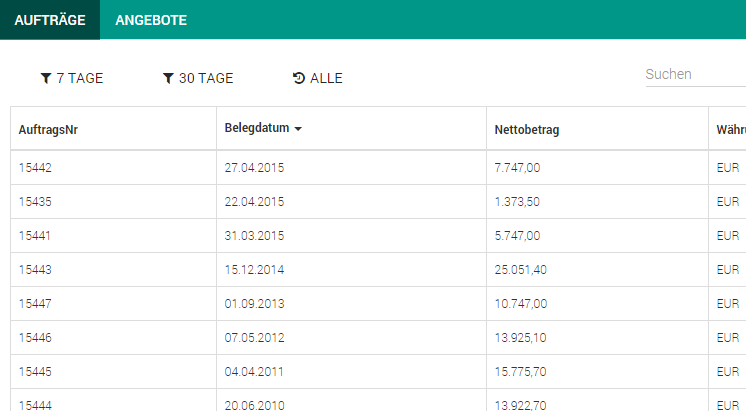 AUFTRÄGE ANGEBOTE
7 TAGE 30 TAGE ALLE Suchen
AuftragsNr Belegdatum Nettobetrag
15442 27.04.2015 7.747,00 EUR
15435 22.04.2015 1.373,50 EUR
15441 31.03.2015 5.747,00 EUR
15443 15.12.2014 25.051,40 EUR
15447 01.09.2013 10.747,00 EUR
15446 07.05.2012 13.925,10 EUR
15445 04.04.2011 15.775,70 EUR
15444 20.06.2010 13.922,70 EUR